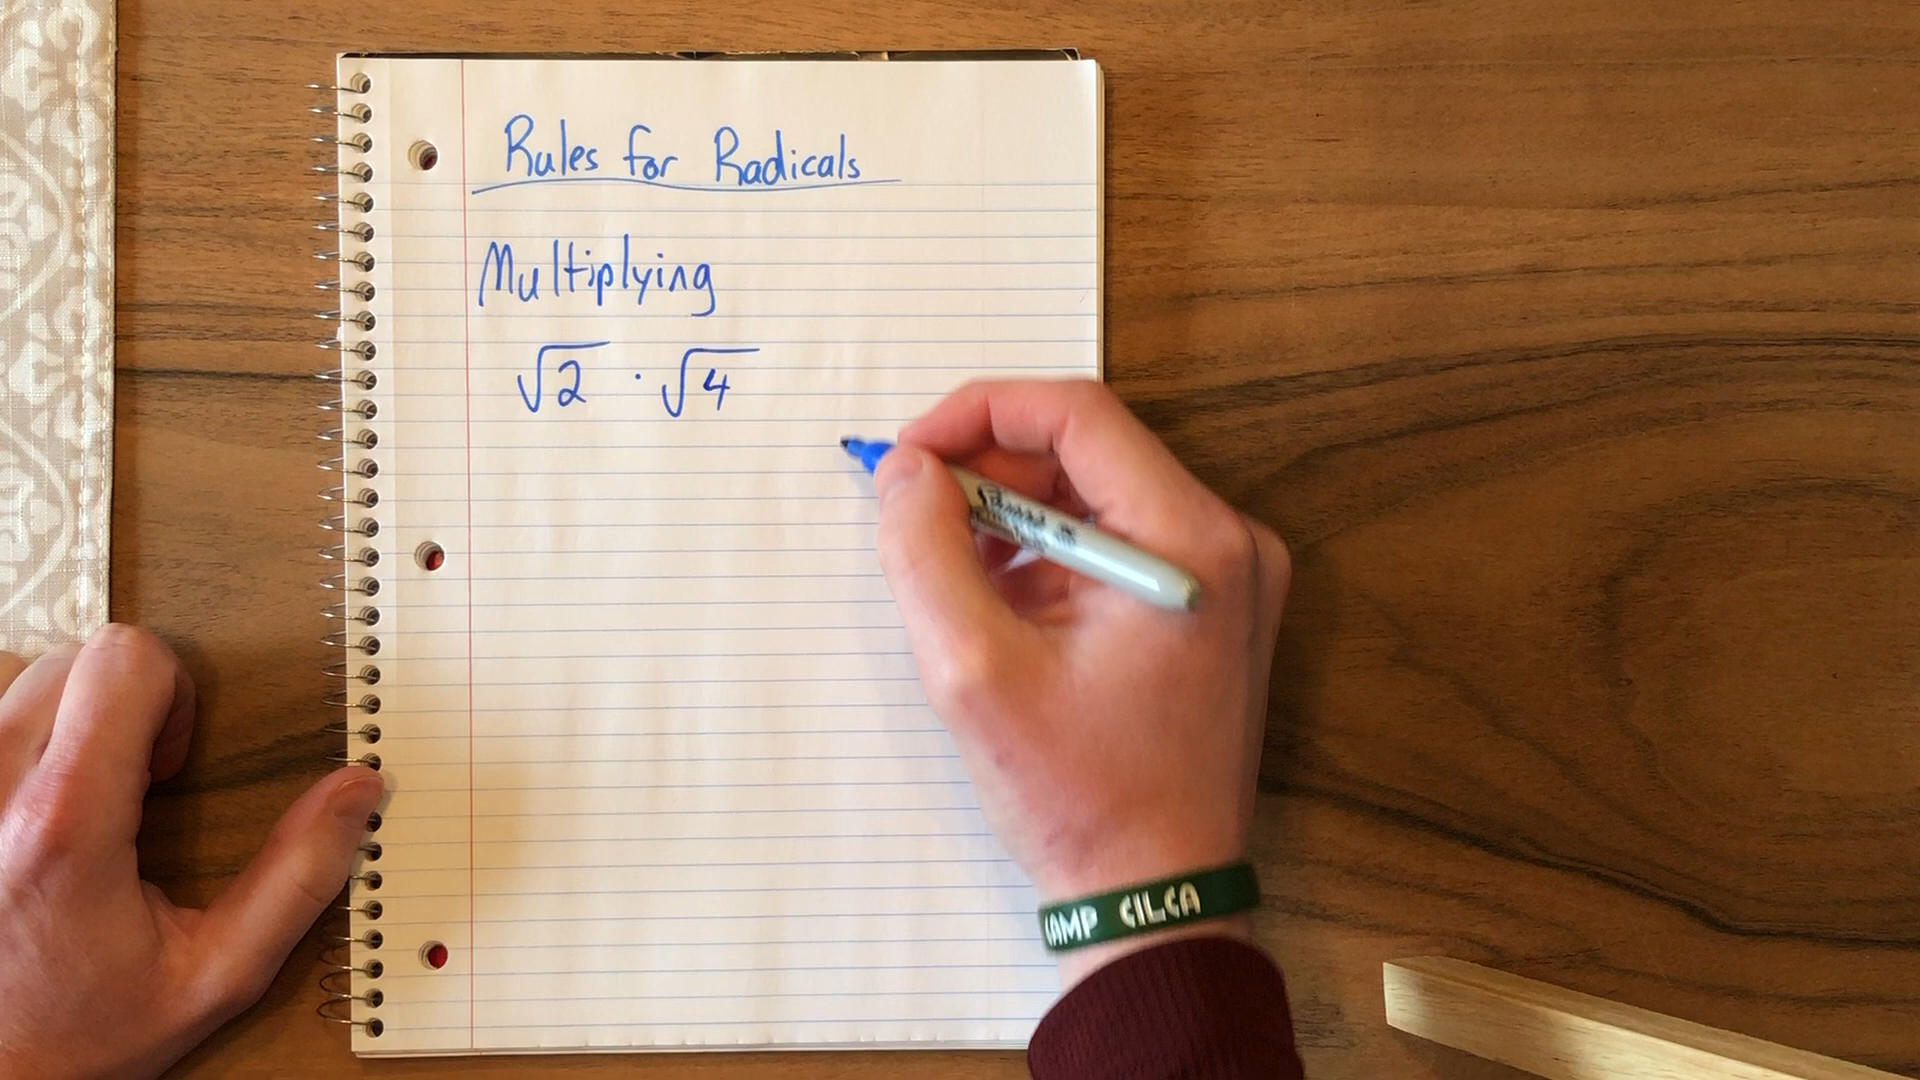 Rules for Radicals
Multiplying
√2 · √4
CAMP CILCA